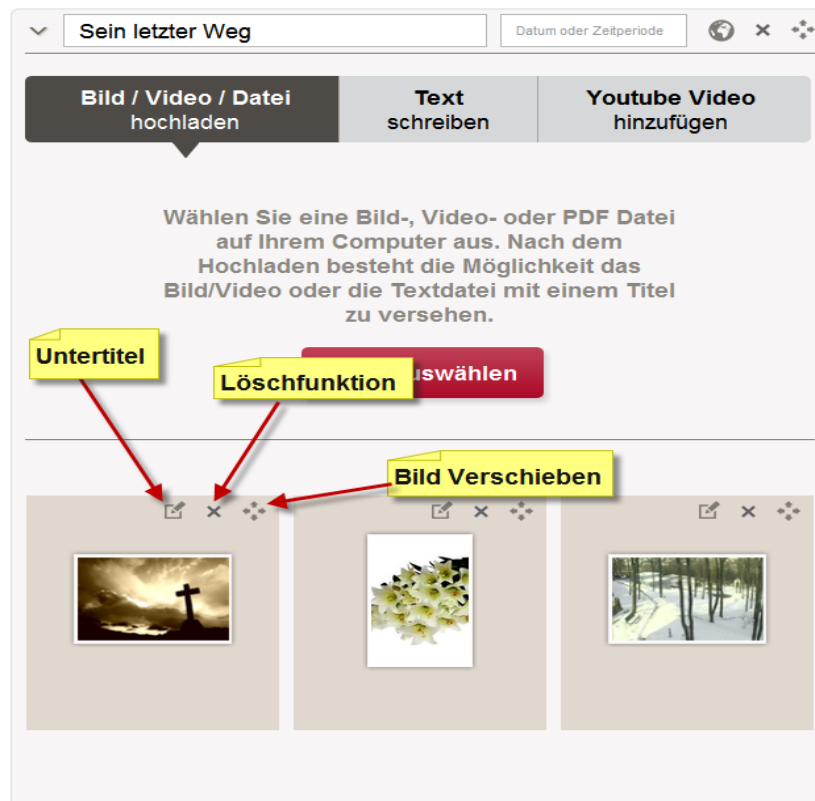 Sein letzter Weg
Datum oder Zeitperiode
Bild / Video / Datei
hochladen
Text
schreiben
Youtube Video
hinzufügen
Wählen Sie eine Bild-, Video- oder PDF Datei
auf Ihrem Computer aus. Nach dem
Hochladen besteht die Möglichkeit das
Bild/Video oder die Textdatei mit einem Titel
zu versehen.
Untertitel
Löschfunktion
Bild Verschieben